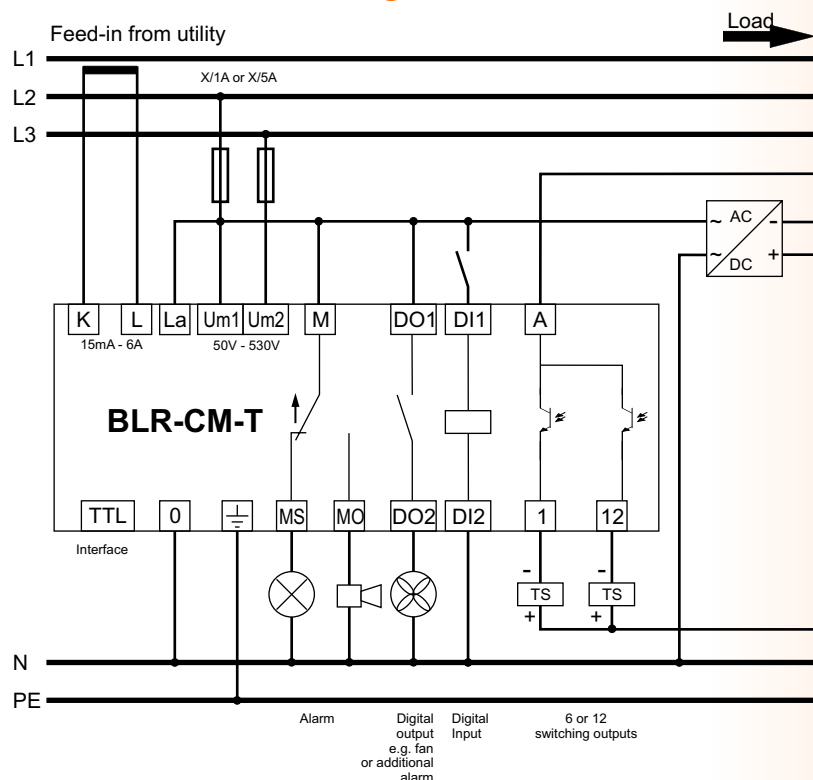 Load
Feed-in from utility
L1
X/1A or X/5A
L2
L3
~ AC -
~ DC +
K L La Um1 Um2 M DO1 DI1 A
15mA - 6A 50V - 530V
BLR-CM-T
TTL 0 MS MO DO2 DI2 1 12
Interface
- -
TS TS
+ +
N
PE
Alarm
Digital
output
e.g. fan
or additional
alarm
Digital
Input
6 or 12
switching outputs